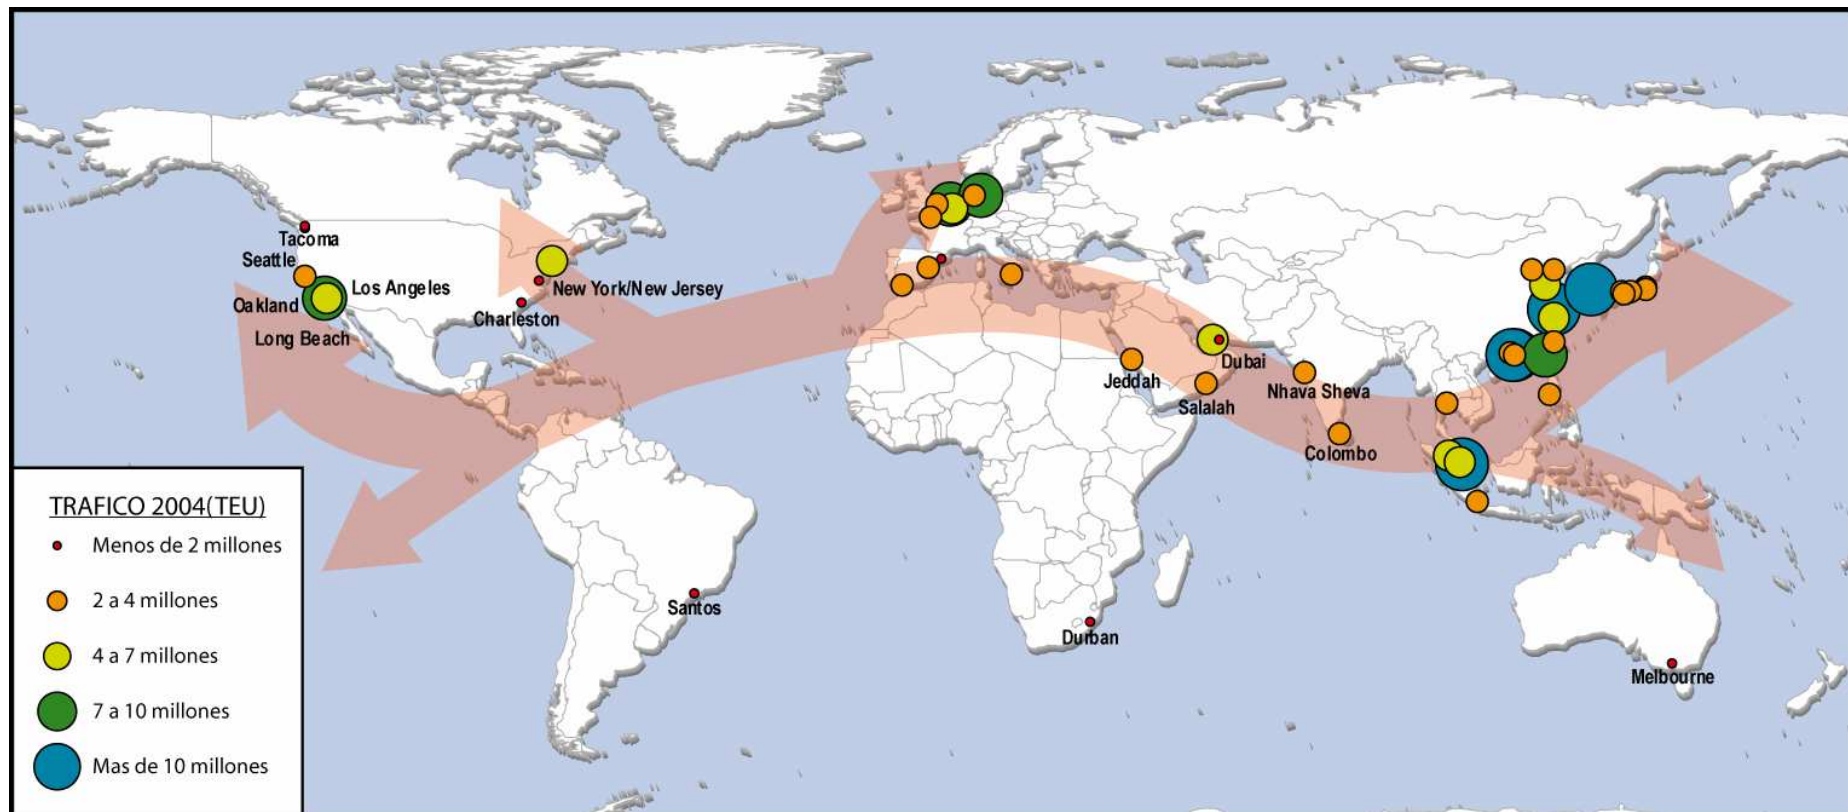 Tacoma
Seattle
Oakland
Los Angeles
Long Beach
New York/New Jersey
Charleston
Dubai
Jeddah
Salalah
Nhava Sheva
Colombo
Santos
Durban
Melbourne
TRAFICO 2004(TEU)
Menos de 2 millones
2 a 4 millones
4 a 7 millones
7 a 10 millones
Mas de 10 millones